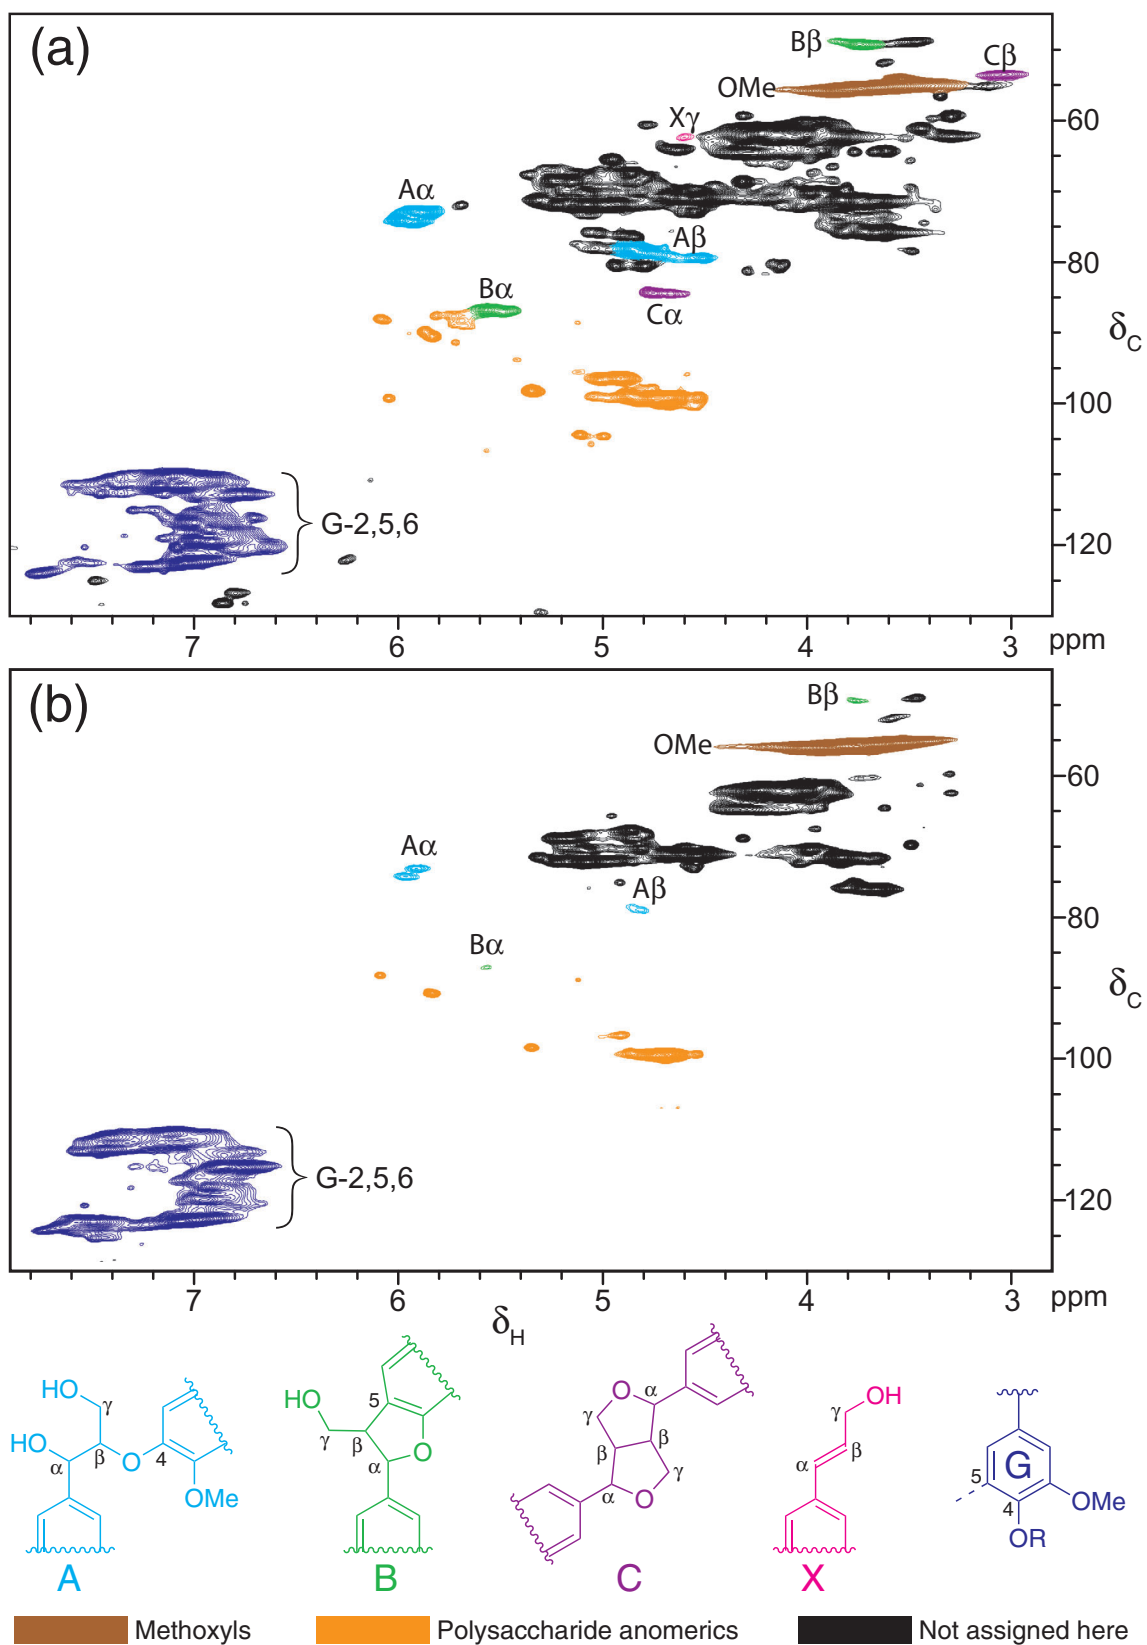 (a)
Bβ
Cβ
OMe
Xγ
60
Aα
Aβ
80
Bα
Cα
δC
100
G-2,5,6
120
7 6 5 4 3 ppm
(b)
Bβ
OMe
60
Aα
Aβ
80
Bα
δC
100
G-2,5,6
120
7 6 5 4 3 ppm
δH
HO
γ
HO
α
β
O
4
OMe
A
HO
5
γ
β
α
O
B
O
α
γ
β
β
γ
α
O
C
OH
γ
α
β
X
G
5
4
OMe
OR
Methoxyls Polysaccharide anomerics Not assigned here